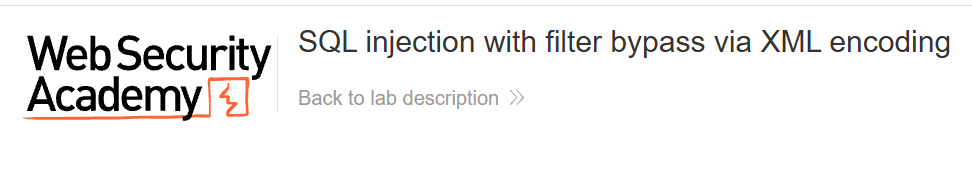 Web Security
Academy
SQL injection with filter bypass via XML encoding
Back to lab description